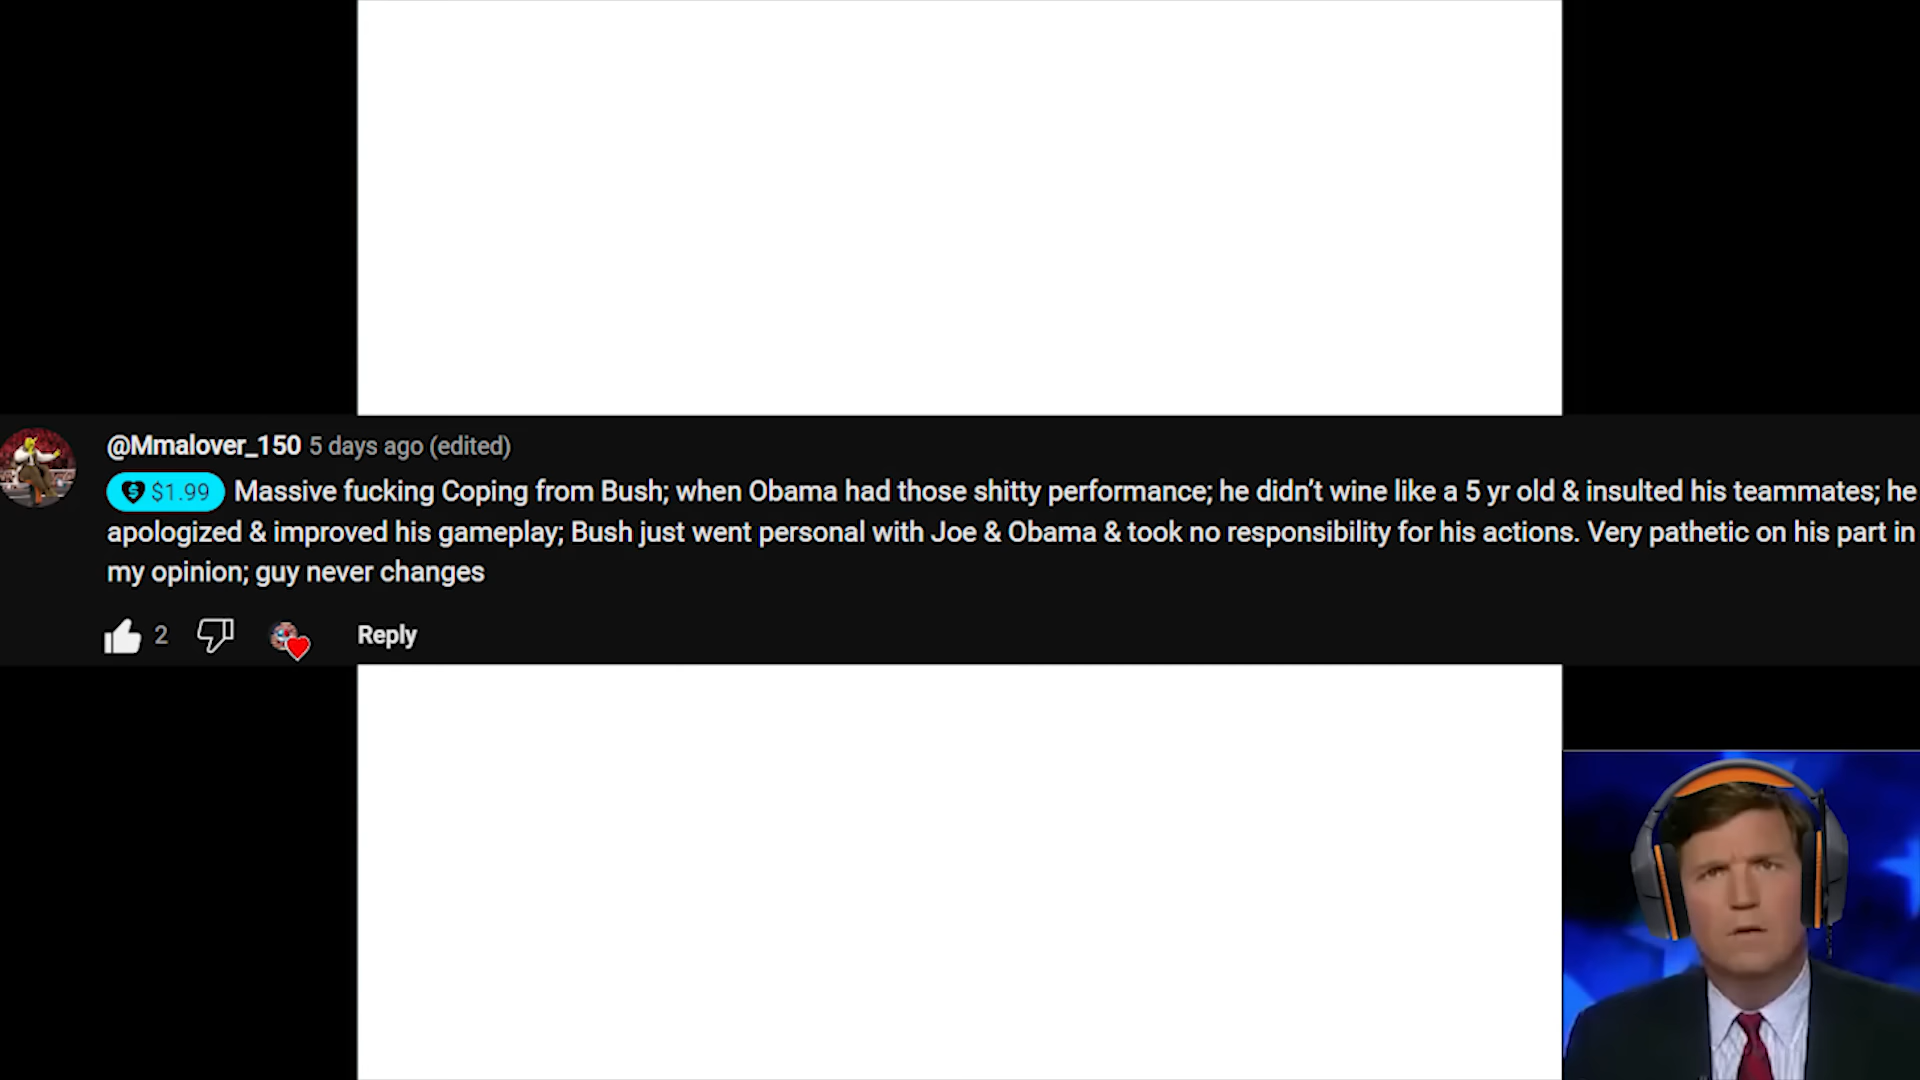 @Mmalover_150 5 days ago (edited)
$1.99 Massive fucking Coping from Bush; when Obama had those shitty performance; he didn’t wine like a 5 yr old & insulted his teammates; he
apologized & improved his gameplay; Bush just went personal with Joe & Obama & took no responsibility for his actions. Very pathetic on his part in
my opinion; guy never changes
2 Reply